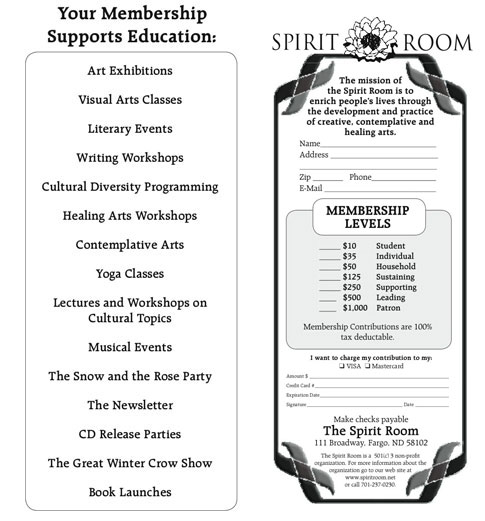 Your Membership
Supports Education:
Art Exhibitions
Visual Arts Classes
Literary Events
Writing Workshops
Cultural Diversity Programming
Healing Arts Workshops
Contemplative Arts
Yoga Classes
Lectures and Workshops on
Cultural Topics
Musical Events
The Snow and the Rose Party
The Newsletter
CD Release Parties
The Great Winter Crow Show
Book Launches
SPIRIT ROOM
The mission of
the Spirit Room is to
enrich people's lives through
the development and practice
of creative, contemplative and
healing arts.
Name
Address
Zip Phone
E-Mail
MEMBERSHIP
LEVELS
$10 Student
$35 Individual
$50 Household
$125 Sustaining
$250 Supporting
$500 Leading
$1,000 Patron
Membership Contributions are 100%
tax deductable.
I want to charge my contribution to my:
❑ VISA ❑ Mastercard
Amount $
Credit Card #
Expiration Date
Signature Date
Make checks payable
The Spirit Room
111 Broadway, Fargo, ND 58102
The Spirit Room is a 501(c) 3 non-profit
organization. For more information about the
organization go to our web site at
www.spiritroom.net
or call 701-237-0230.